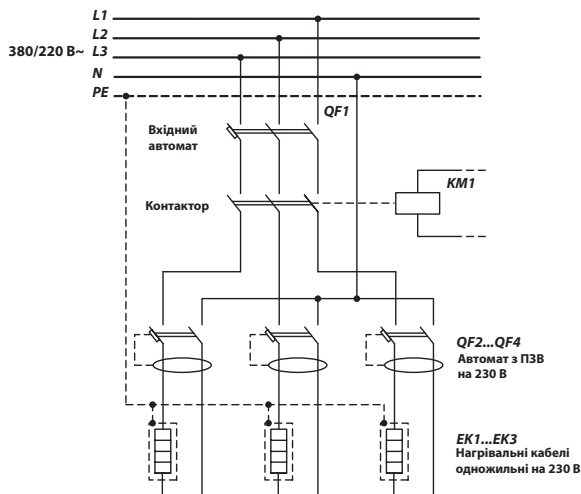 L1
L2
380/220 В~ L3
N
PE
QF1
Вхідний
автомат
KM1
Контактор
QF2...QF4
Автомат з ПЗВ
на 230 В
EK1...EK3
Нагрівальні кабелі
одножильні на 230 В